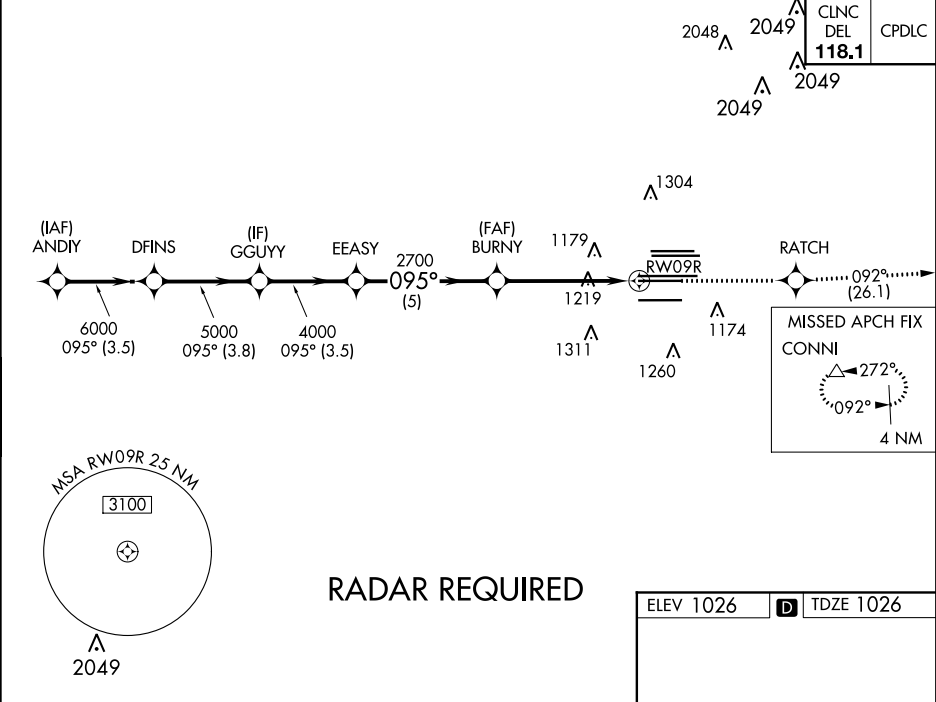 2048
2049
CLNC
DEL
118.1
CPDLC
2049
2049
1304
(IAF)
ANDIY
DFINS
(IF)
GGUYY
EEASY
(FAF)
BURNY
1179
RW09R
RATCH
2700
095°
(5)
1219
092°
(26.1)
6000
095° (3.5)
5000
095° (3.8)
4000
095° (3.5)
1311
1260
1174
MISSED APCH FIX
CONNI
272°
092°
4 NM
MSA RW09R 25 NM
3100
2049
RADAR REQUIRED
ELEV 1026
D
TDZE 1026